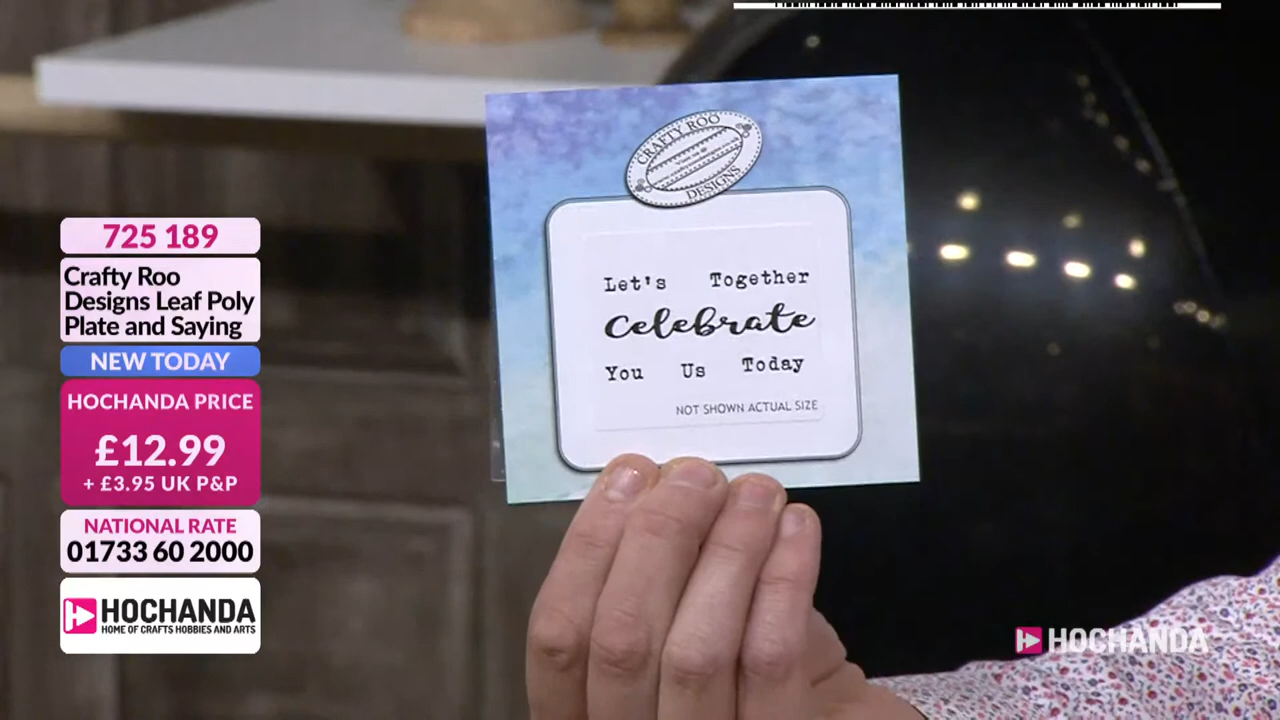 725 189
Crafty Roo
Designs Leaf Poly
Plate and Saying
NEW TODAY
HOCHANDA PRICE
£12.99
+ £3.95 UK P&P
NATIONAL RATE
01733 60 2000
HOCHANDA
HOME OF CRAFTS HOBBIES AND ARTS
CRAFTY ROO
DESIGNS
Let's Together
Celebrate
You Us Today
NOT SHOWN ACTUAL SIZE
HOCHANDA